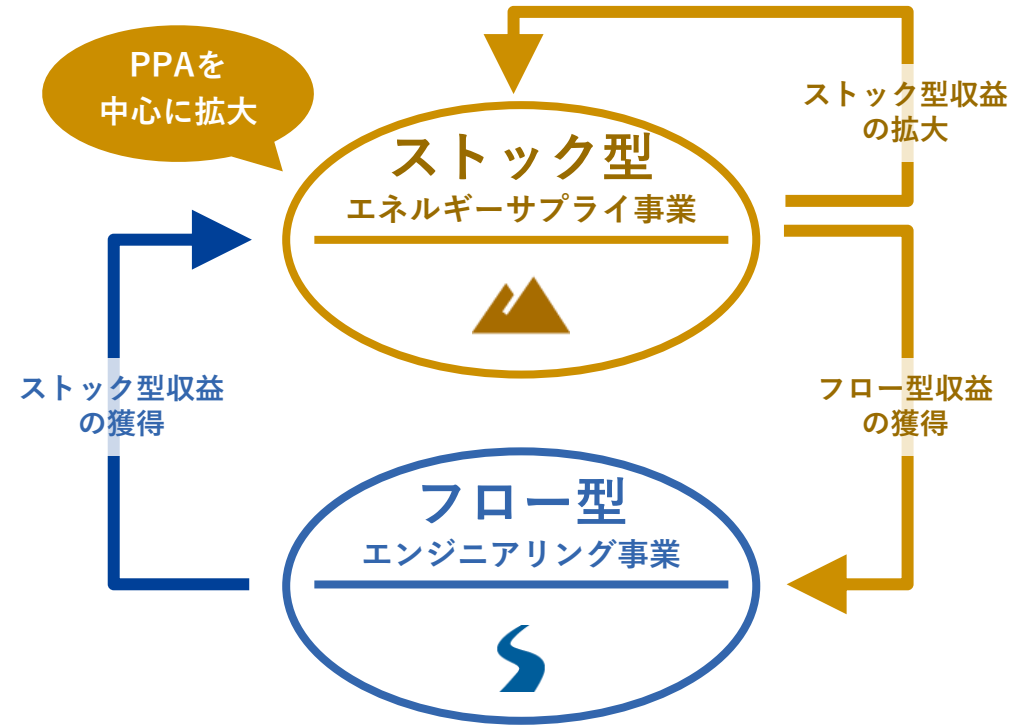 PPAを
中心に拡大
ストック型収益
の拡大
ストック型
エネルギーサプライ事業
ストック型収益
の獲得
フロー型収益
の獲得
フロー型
エンジニアリング事業